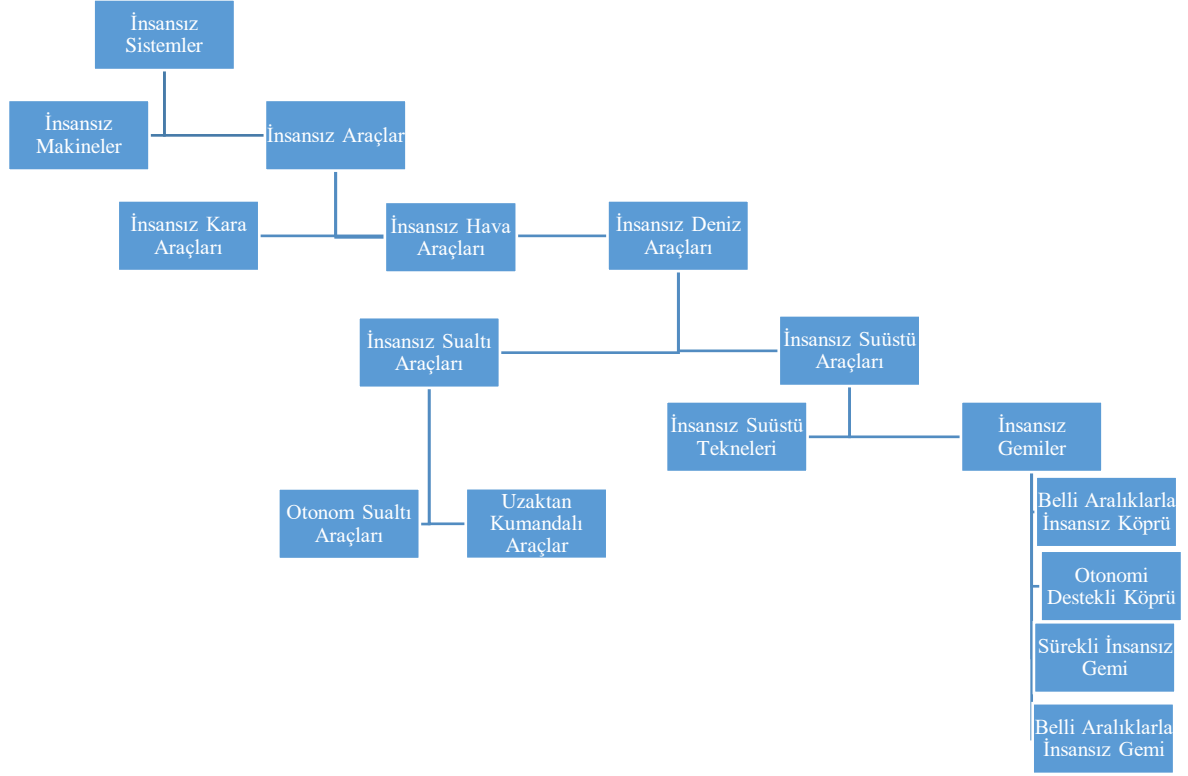 İnsansız
Sistemler
İnsansız
Makineler
İnsansız Araçlar
İnsansız Kara
Araçları
İnsansız Hava
Araçları
İnsansız Deniz
Araçları
İnsansız Sualtı
Araçları
İnsansız Suüstü
Araçları
İnsansız Suüstü
Tekneleri
İnsansız
Gemiler
Otonom Sualtı
Araçları
Uzaktan
Kumandalı
Araçlar
Belli Aralıklarla
İnsansız Köprü
Otonomi
Destekli Köprü
Sürekli İnsansız
Gemi
Belli Aralıklarla
İnsansız Gemi